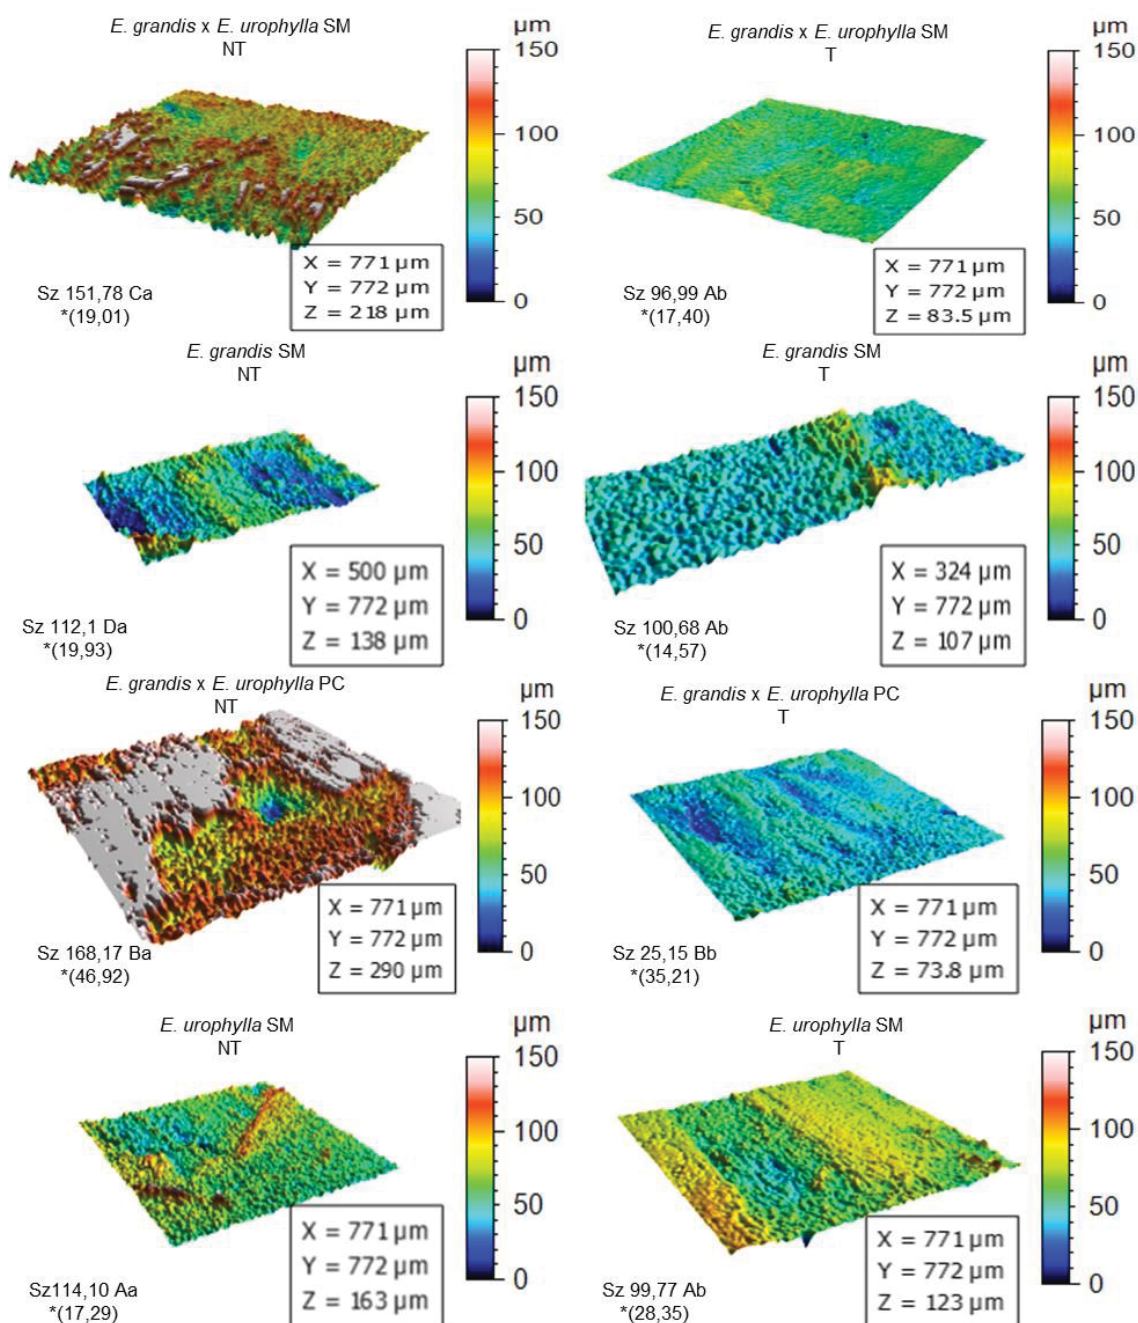 E. grandis x E. urophylla SM
NT
µm
150
100
50
0
X = 771 µm
Y = 772 µm
Z = 218 µm
Sz 151,78 Ca
*(19,01)
E. grandis x E. urophylla SM
T
µm
150
100
50
0
X = 771 µm
Y = 772 µm
Z = 83.5 µm
Sz 96,99 Ab
*(17,40)
E. grandis SM
NT
µm
150
100
50
0
X = 500 µm
Y = 772 µm
Z = 138 µm
Sz 112,1 Da
*(19,93)
E. grandis SM
T
µm
150
100
50
0
X = 324 µm
Y = 772 µm
Z = 107 µm
Sz 100,68 Ab
*(14,57)
E. grandis x E. urophylla PC
NT
µm
150
100
50
0
X = 771 µm
Y = 772 µm
Z = 290 µm
Sz 168,17 Ba
*(46,92)
E. grandis x E. urophylla PC
T
µm
150
100
50
0
X = 771 µm
Y = 772 µm
Z = 73.8 µm
Sz 25,15 Bb
*(35,21)
E. urophylla SM
NT
µm
150
100
50
0
X = 771 µm
Y = 772 µm
Z = 163 µm
Sz114,10 Aa
*(17,29)
E. urophylla SM
T
µm
150
100
50
0
X = 771 µm
Y = 772 µm
Z = 123 µm
Sz 99,77 Ab
*(28,35)